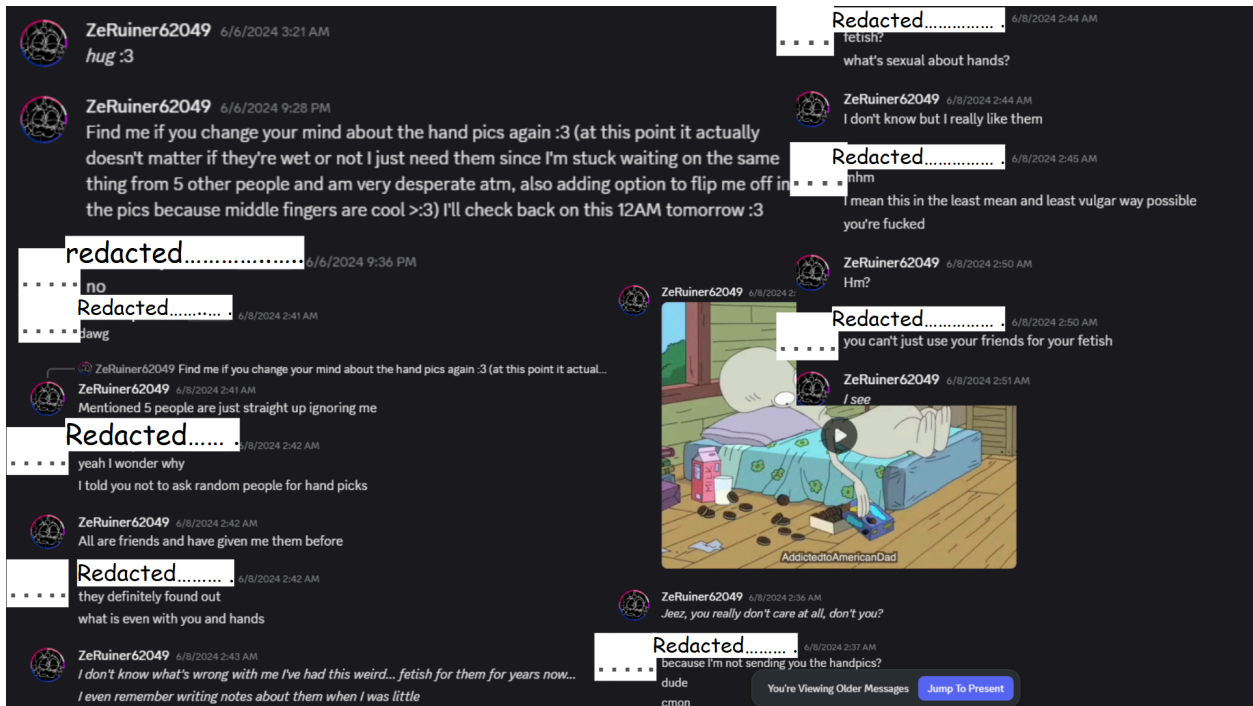 ZeRuiner62049 6/6/2024 3:21 AM
hug :3
ZeRuiner62049 6/6/2024 9:28 PM
Find me if you change your mind about the hand pics again :3 (at this point it actually
doesn't matter if they're wet or not I just need them since I'm stuck waiting on the same
thing from 5 other people and am very desperate atm, also adding option to flip me off in
the pics because middle fingers are cool >:3) I'll check back on this 12AM tomorrow :3
redacted................. 6/6/2024 9:36 PM
no
Redacted........... . 6/8/2024 2:41 AM
dawg
ZeRuiner62049 Find me if you change your mind about the hand pics again :3 (at this point it actual...
ZeRuiner62049 6/8/2024 2:41 AM
Mentioned 5 people are just straight up ignoring me
Redacted...... . 6/8/2024 2:42 AM
yeah I wonder why
I told you not to ask random people for hand picks
ZeRuiner62049 6/8/2024 2:42 AM
All are friends and have given me them before
Redacted......... . 6/8/2024 2:42 AM
they definitely found out
what is even with you and hands
ZeRuiner62049 6/8/2024 2:43 AM
I don't know what's wrong with me I've had this weird... fetish for them for years now...
I even remember writing notes about them when I was little
ZeRuiner62049 6/8/2024 2:
MILK
AddictedtoAmericanDad
ZeRuiner62049 6/8/2024 2:36 AM
Jeez, you really don't care at all, don't you?
Redacted......... . 6/8/2024 2:37 AM
because I'm not sending you the handpics?
dude
cmon
You're Viewing Older Messages Jump To Present
Redacted............... . 6/8/2024 2:44 AM
fetish?
what's sexual about hands?
ZeRuiner62049 6/8/2024 2:44 AM
I don't know but I really like them
Redacted............... . 6/8/2024 2:45 AM
mhm
I mean this in the least mean and least vulgar way possible
you're fucked
ZeRuiner62049 6/8/2024 2:50 AM
Hm?
Redacted............... . 6/8/2024 2:50 AM
you can't just use your friends for your fetish
ZeRuiner62049 6/8/2024 2:51 AM
I see